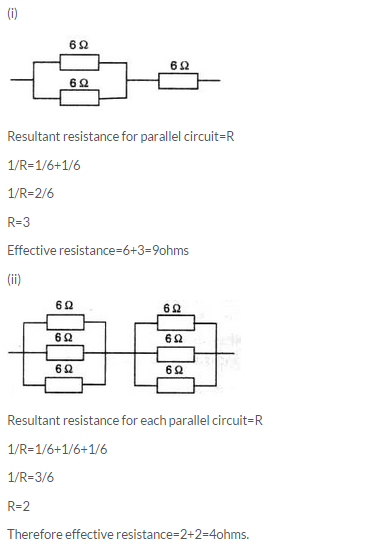 (i)
6 Ω
6 Ω
6 Ω
Resultant resistance for parallel circuit=R
1/R=1/6+1/6
1/R=2/6
R=3
Effective resistance=6+3=9ohms
(ii)
6 Ω 6 Ω
6 Ω 6 Ω
6 Ω 6 Ω
Resultant resistance for each parallel circuit=R
1/R=1/6+1/6+1/6
1/R=3/6
R=2
Therefore effective resistance=2+2=4ohms.